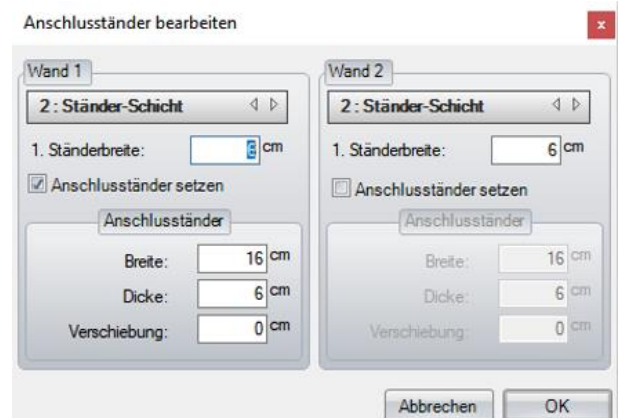 Anschlussständer bearbeiten
x
Wand 1
2 : Ständer-Schicht
1. Ständerbreite: 6 cm
Anschlusständer setzen
Anschlusständer
Breite: 16 cm
Dicke: 6 cm
Verschiebung: 0 cm
Wand 2
2 : Ständer-Schicht
1. Ständerbreite: 6 cm
Anschlusständer setzen
Anschlusständer
Breite: 16 cm
Dicke: 6 cm
Verschiebung: 0 cm
Abbrechen OK